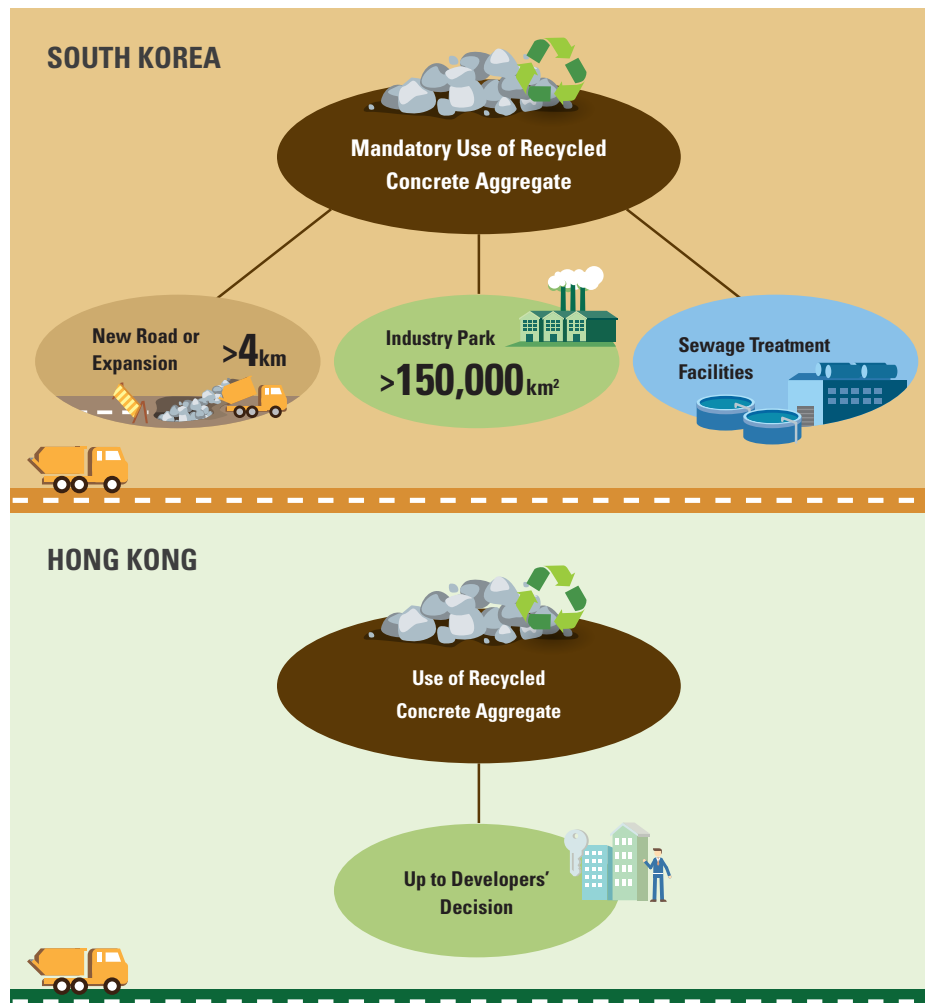 SOUTH KOREA
Mandatory Use of Recycled
Concrete Aggregate
New Road or
Expansion
>4km
Industry Park
>150,000km²
Sewage Treatment
Facilities
HONG KONG
Use of Recycled
Concrete Aggregate
Up to Developers'
Decision